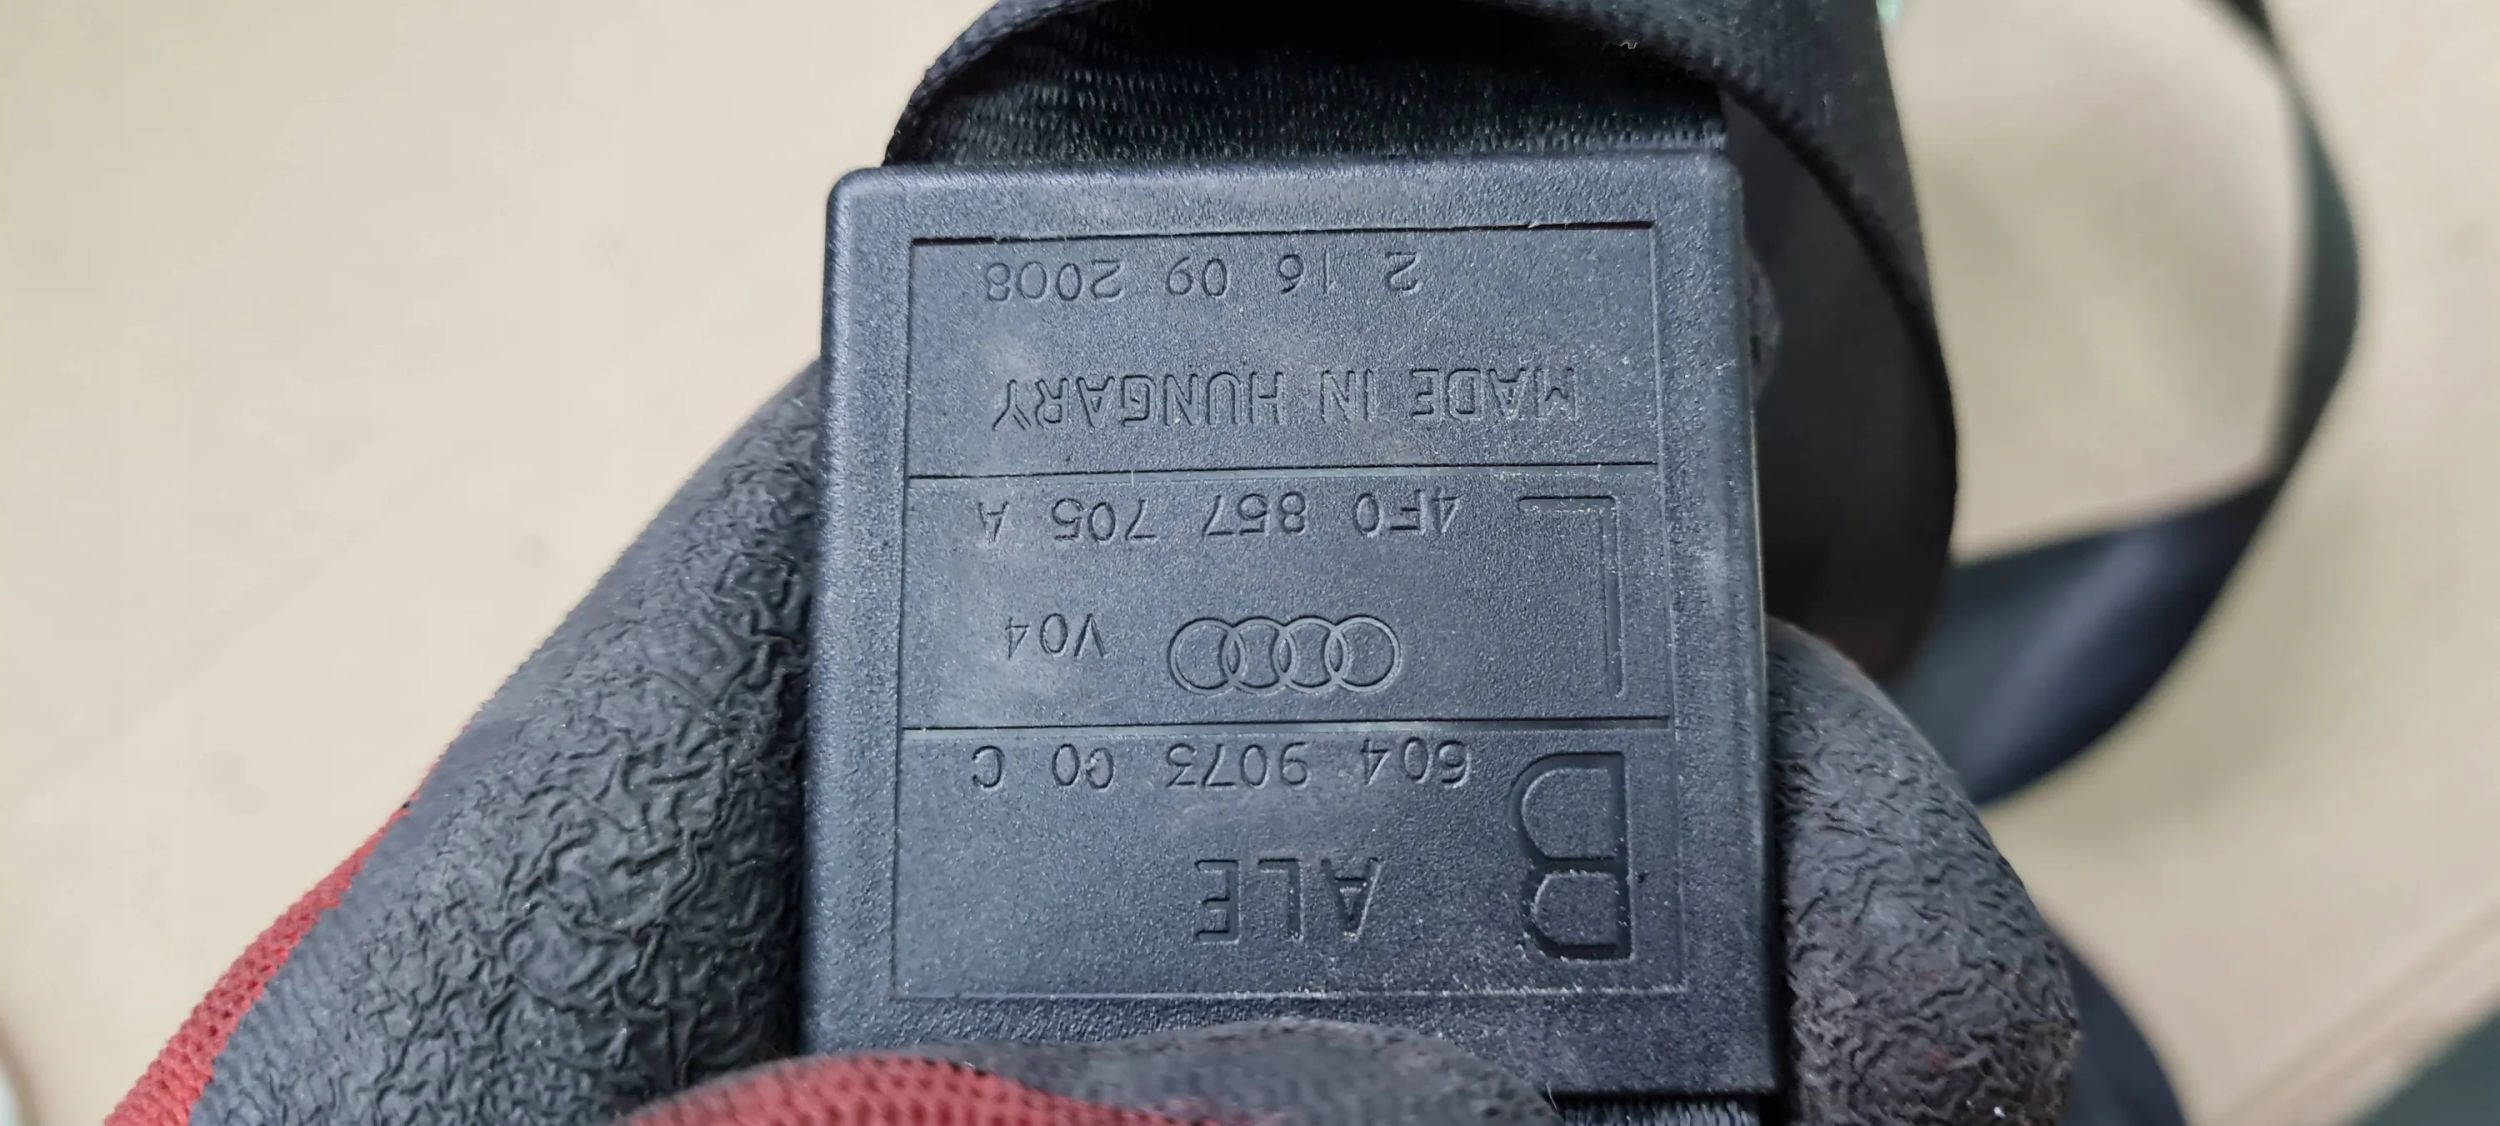 B ALE
604 9073 00 C
L V04
4F0 857 705 A
MADE IN HUNGARY
2 16 09 2008